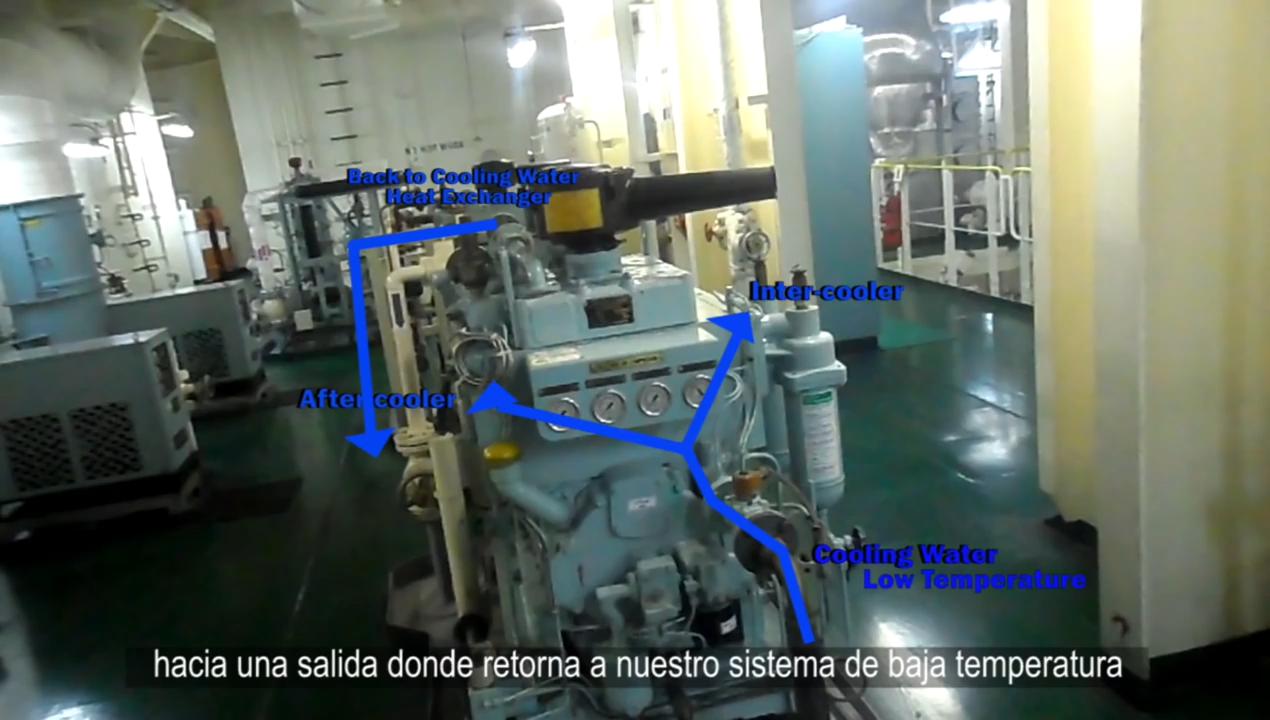 Back to Cooling Water
Heat Exchanger
Inter-cooler
After cooler
Cooling Water
Low Temperature
hacia una salida donde retorna a nuestro sistema de baja temperatura